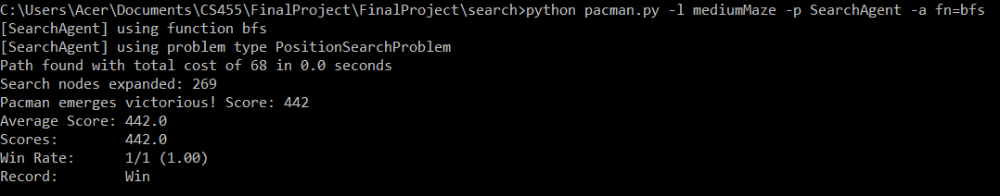 C:\Users\Acer\Documents\CS455\FinalProject\FinalProject\search>python pacman.py -l mediumMaze -p SearchAgent -a fn=bfs
[SearchAgent] using function bfs
[SearchAgent] using problem type PositionSearchProblem
Path found with total cost of 68 in 0.0 seconds
Search nodes expanded: 269
Pacman emerges victorious! Score: 442
Average Score: 442.0
Scores:        442.0
Win Rate:      1/1 (1.00)
Record:        Win